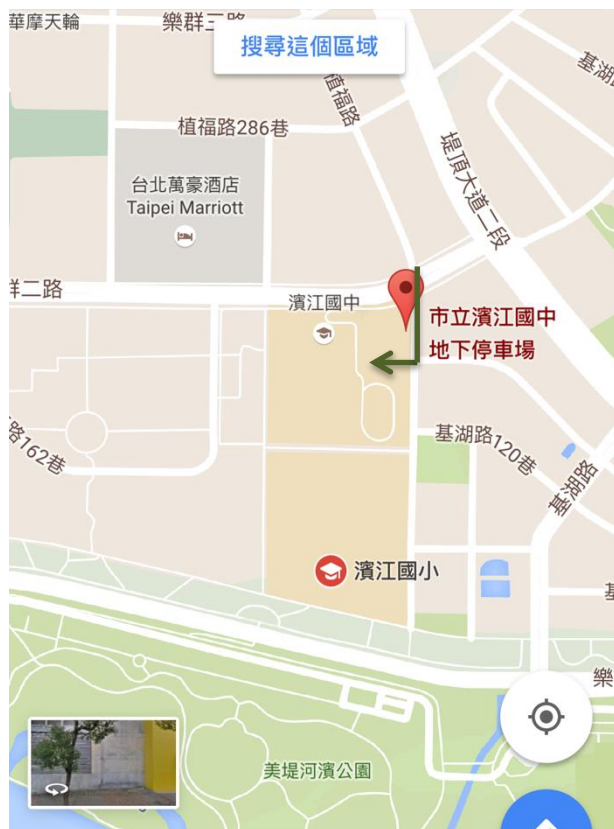 華摩天輪
樂群三路
搜尋這個區域
基湖
植福路
植福路286巷
堤頂大道二段
台北萬豪酒店
Taipei Marriott
群二路
濱江國中
市立濱江國中
地下停車場
路162巷
基湖路120巷
基湖路
濱江國小
基
樂
美堤河濱公園